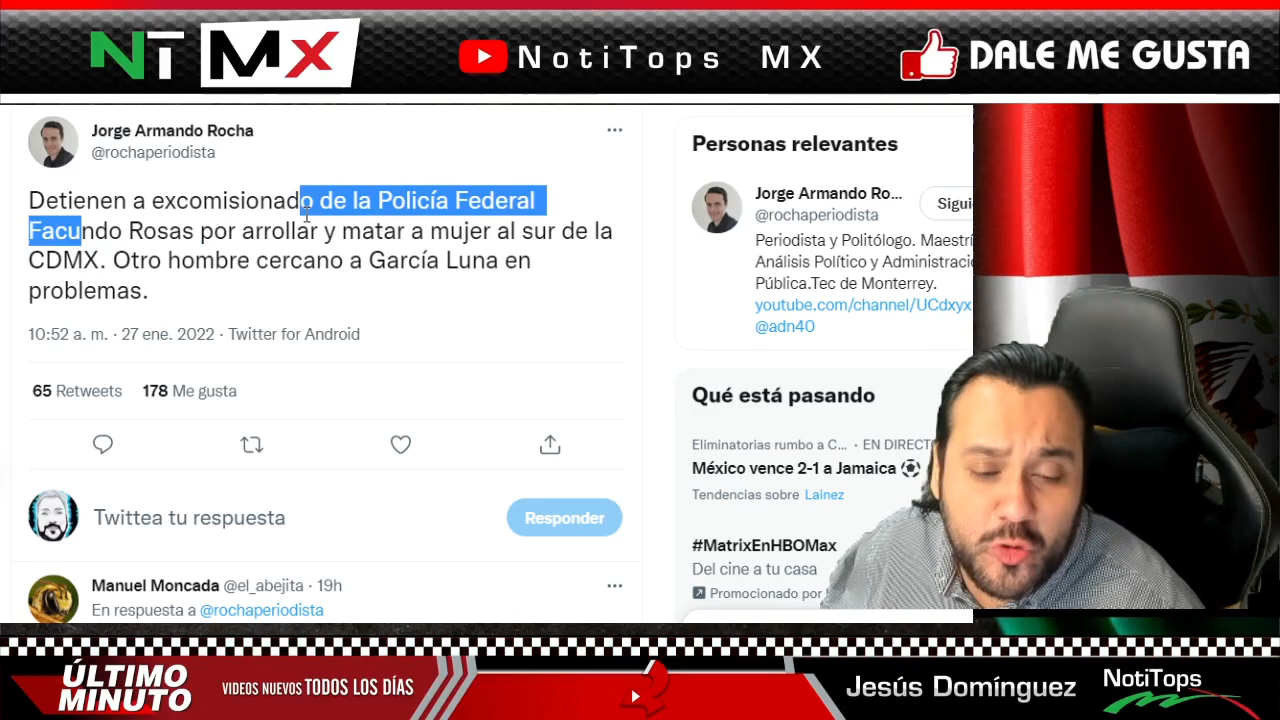 NT MX
NotiTops MX
DALE ME GUSTA
Jorge Armando Rocha
@rochaperiodista
Detienen a excomisionado de la Policía Federal
Facundo Rosas por arrollar y matar a mujer al sur de la
CDMX. Otro hombre cercano a García Luna en
problemas.
10:52 a. m. · 27 ene. 2022 · Twitter for Android
65 Retweets 178 Me gusta
Twittea tu respuesta
Responder
Manuel Moncada @el_abejita · 19h
En respuesta a @rochaperiodista
Personas relevantes
Jorge Armando Ro...
@rochaperiodista
Periodista y Politólogo. Maestrí
Análisis Político y Administració
Pública.Tec de Monterrey.
youtube.com/channel/UCdxyx
@adn40
Qué está pasando
Eliminatorias rumbo a C... · EN DIRECT
México vence 2-1 a Jamaica
Tendencias sobre Lainez
#MatrixEnHBOMax
Del cine a tu casa
Promocionado por
ÚLTIMO
MINUTO
VIDEOS NUEVOS TODOS LOS DÍAS
Jesús Domínguez
NotiTops